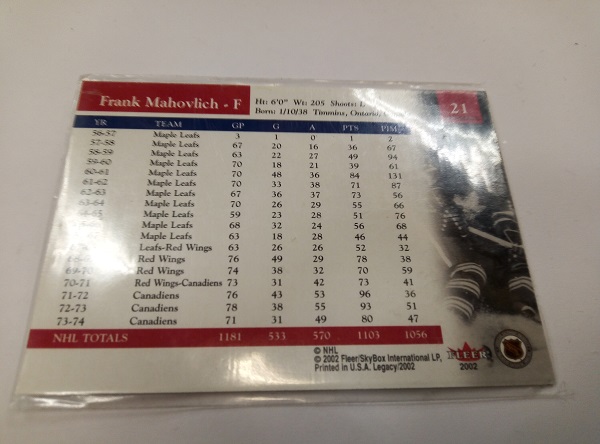 Frank Mahovlich - F
Ht: 6'0" Wt: 205 Shoots:
Born: 1/10/38 Timmins, Ontario,
21
YR TEAM GP G A PTS PIM
56-57 Maple Leafs 3 1 0 1 2
57-58 Maple Leafs 67 20 16 36 67
58-59 Maple Leafs 63 22 27 49 94
59-60 Maple Leafs 70 18 21 39 61
60-61 Maple Leafs 70 48 36 84 131
61-62 Maple Leafs 70 33 38 71 87
62-63 Maple Leafs 67 36 37 73 56
63-64 Maple Leafs 70 26 29 55 66
Maple Leafs 59 23 28 51 76
Maple Leafs 68 32 24 56 68
Maple Leafs 63 18 28 46 44
Leafs-Red Wings 63 26 26 52 32
Red Wings 76 49 29 78 38
69-70 Red Wings 74 38 32 70 59
70-71 Red Wings-Canadiens 73 31 42 73 41
71-72 Canadiens 76 43 53 96 36
72-73 Canadiens 78 38 55 93 51
73-74 Canadiens 71 31 49 80 47
NHL TOTALS 1181 533 570 1103 1056
© NHL
© 2002 Fleer/SkyBox International LP,
Printed in U.S.A. Legacy/2002
FLEER
2002